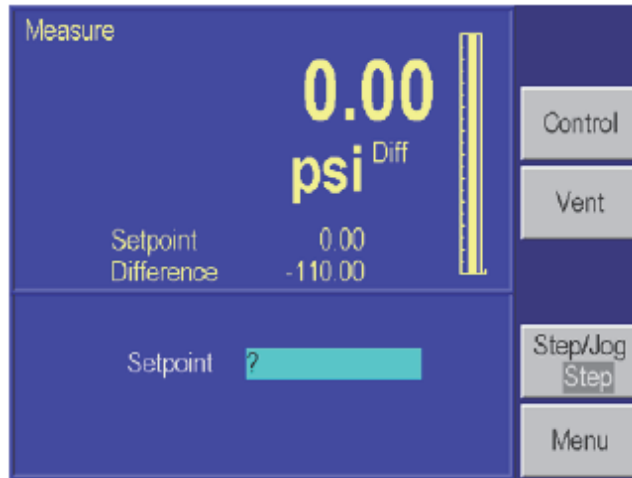 Measure
0.00
psi Diff
Setpoint 0.00
Difference -110.00
Setpoint ?
Control
Vent
Step/Jog
Step
Menu